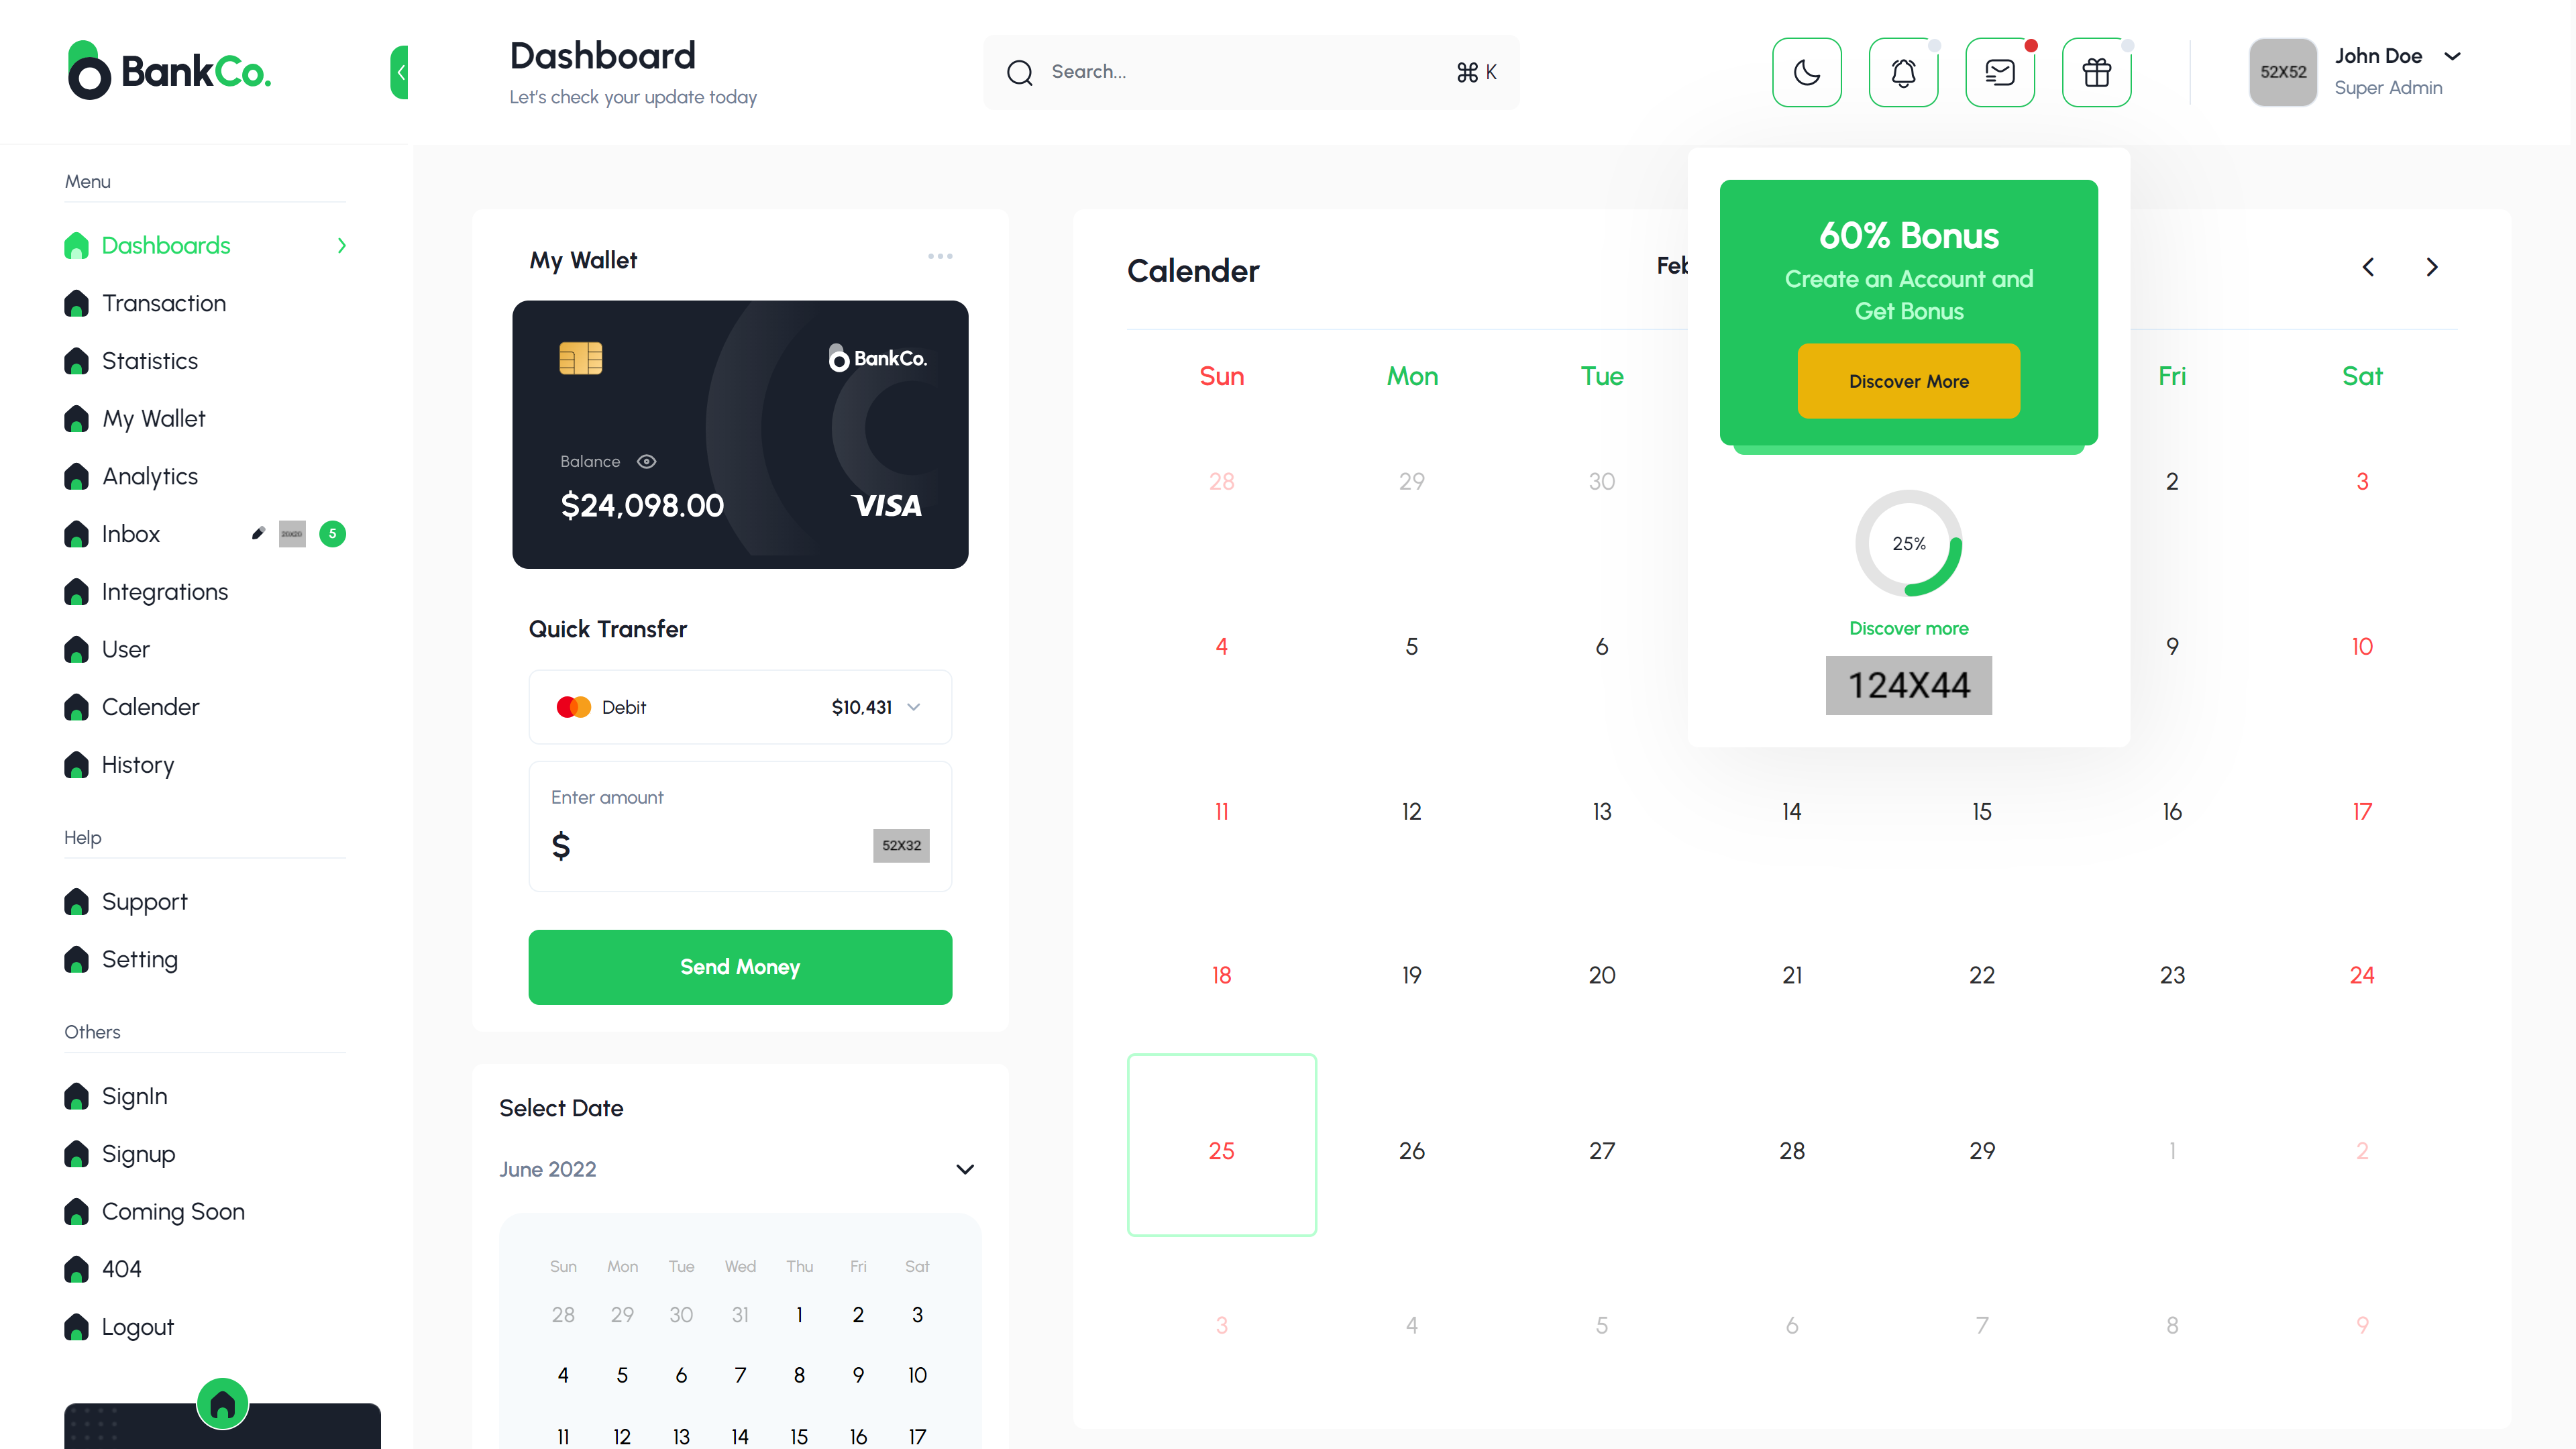 BankCo.
Dashboard
Let's check your update today
Search...
⌘ K
52X52
John Doe
Super Admin
Menu
Dashboards
Transaction
Statistics
My Wallet
Analytics
Inbox
20X20
5
Integrations
User
Calender
History
Help
Support
Setting
Others
SignIn
Signup
Coming Soon
404
Logout
My Wallet
BankCo.
Balance
$24,098.00
VISA
Quick Transfer
Debit
$10,431
Enter amount
$
52X32
Send Money
Select Date
June 2022
Sun Mon Tue Wed Thu Fri Sat
28 29 30 31 1 2 3
4 5 6 7 8 9 10
11 12 13 14 15 16 17
Calender
Feb
Sun Mon Tue Fri Sat
28 29 30 2 3
4 5 6 9 10
11 12 13 14 15 16 17
18 19 20 21 22 23 24
25 26 27 28 29 1 2
3 4 5 6 7 8 9
60% Bonus
Create an Account and
Get Bonus
Discover More
25%
Discover more
124X44